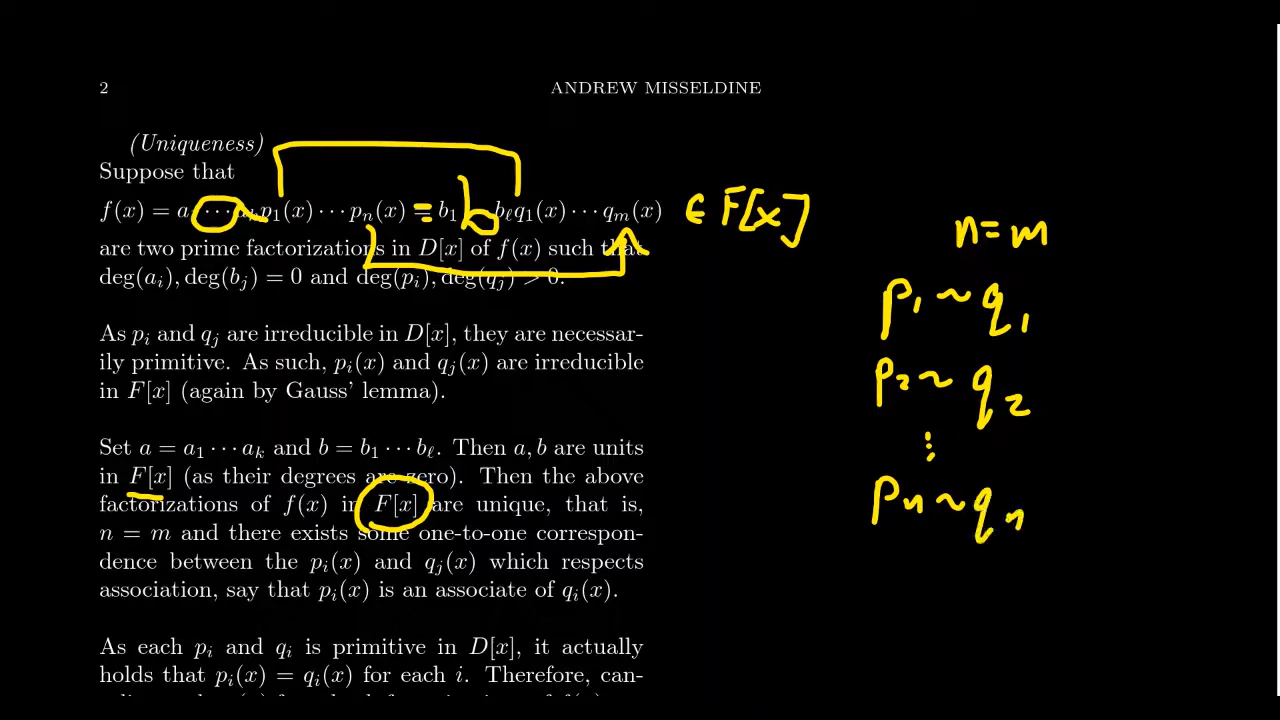 2
ANDREW MISSELDINE
(Uniqueness)
Suppose that
f(x) = a₁ ⋯ aₖp₁(x) ⋯ pₙ(x) = b₁ ⋯ bℓq₁(x) ⋯ qₘ(x) ∈ F[x]
are two prime factorizations in D[x] of f(x) such that
deg(aᵢ), deg(bⱼ) = 0 and deg(pᵢ), deg(qⱼ) > 0.
As pᵢ and qⱼ are irreducible in D[x], they are necessar-
ily primitive. As such, pᵢ(x) and qⱼ(x) are irreducible
in F[x] (again by Gauss' lemma).
Set a = a₁ ⋯ aₖ and b = b₁ ⋯ bℓ. Then a, b are units
in F[x] (as their degrees are zero). Then the above
factorizations of f(x) in F[x] are unique, that is,
n = m and there exists some one-to-one correspon-
dence between the pᵢ(x) and qⱼ(x) which respects
association, say that pᵢ(x) is an associate of qᵢ(x).
As each pᵢ and qᵢ is primitive in D[x], it actually
holds that pᵢ(x) = qᵢ(x) for each i. Therefore, can-
n=m
p₁ ~ q₁
p₂ ~ q₂
⋮
pₙ ~ qₙ